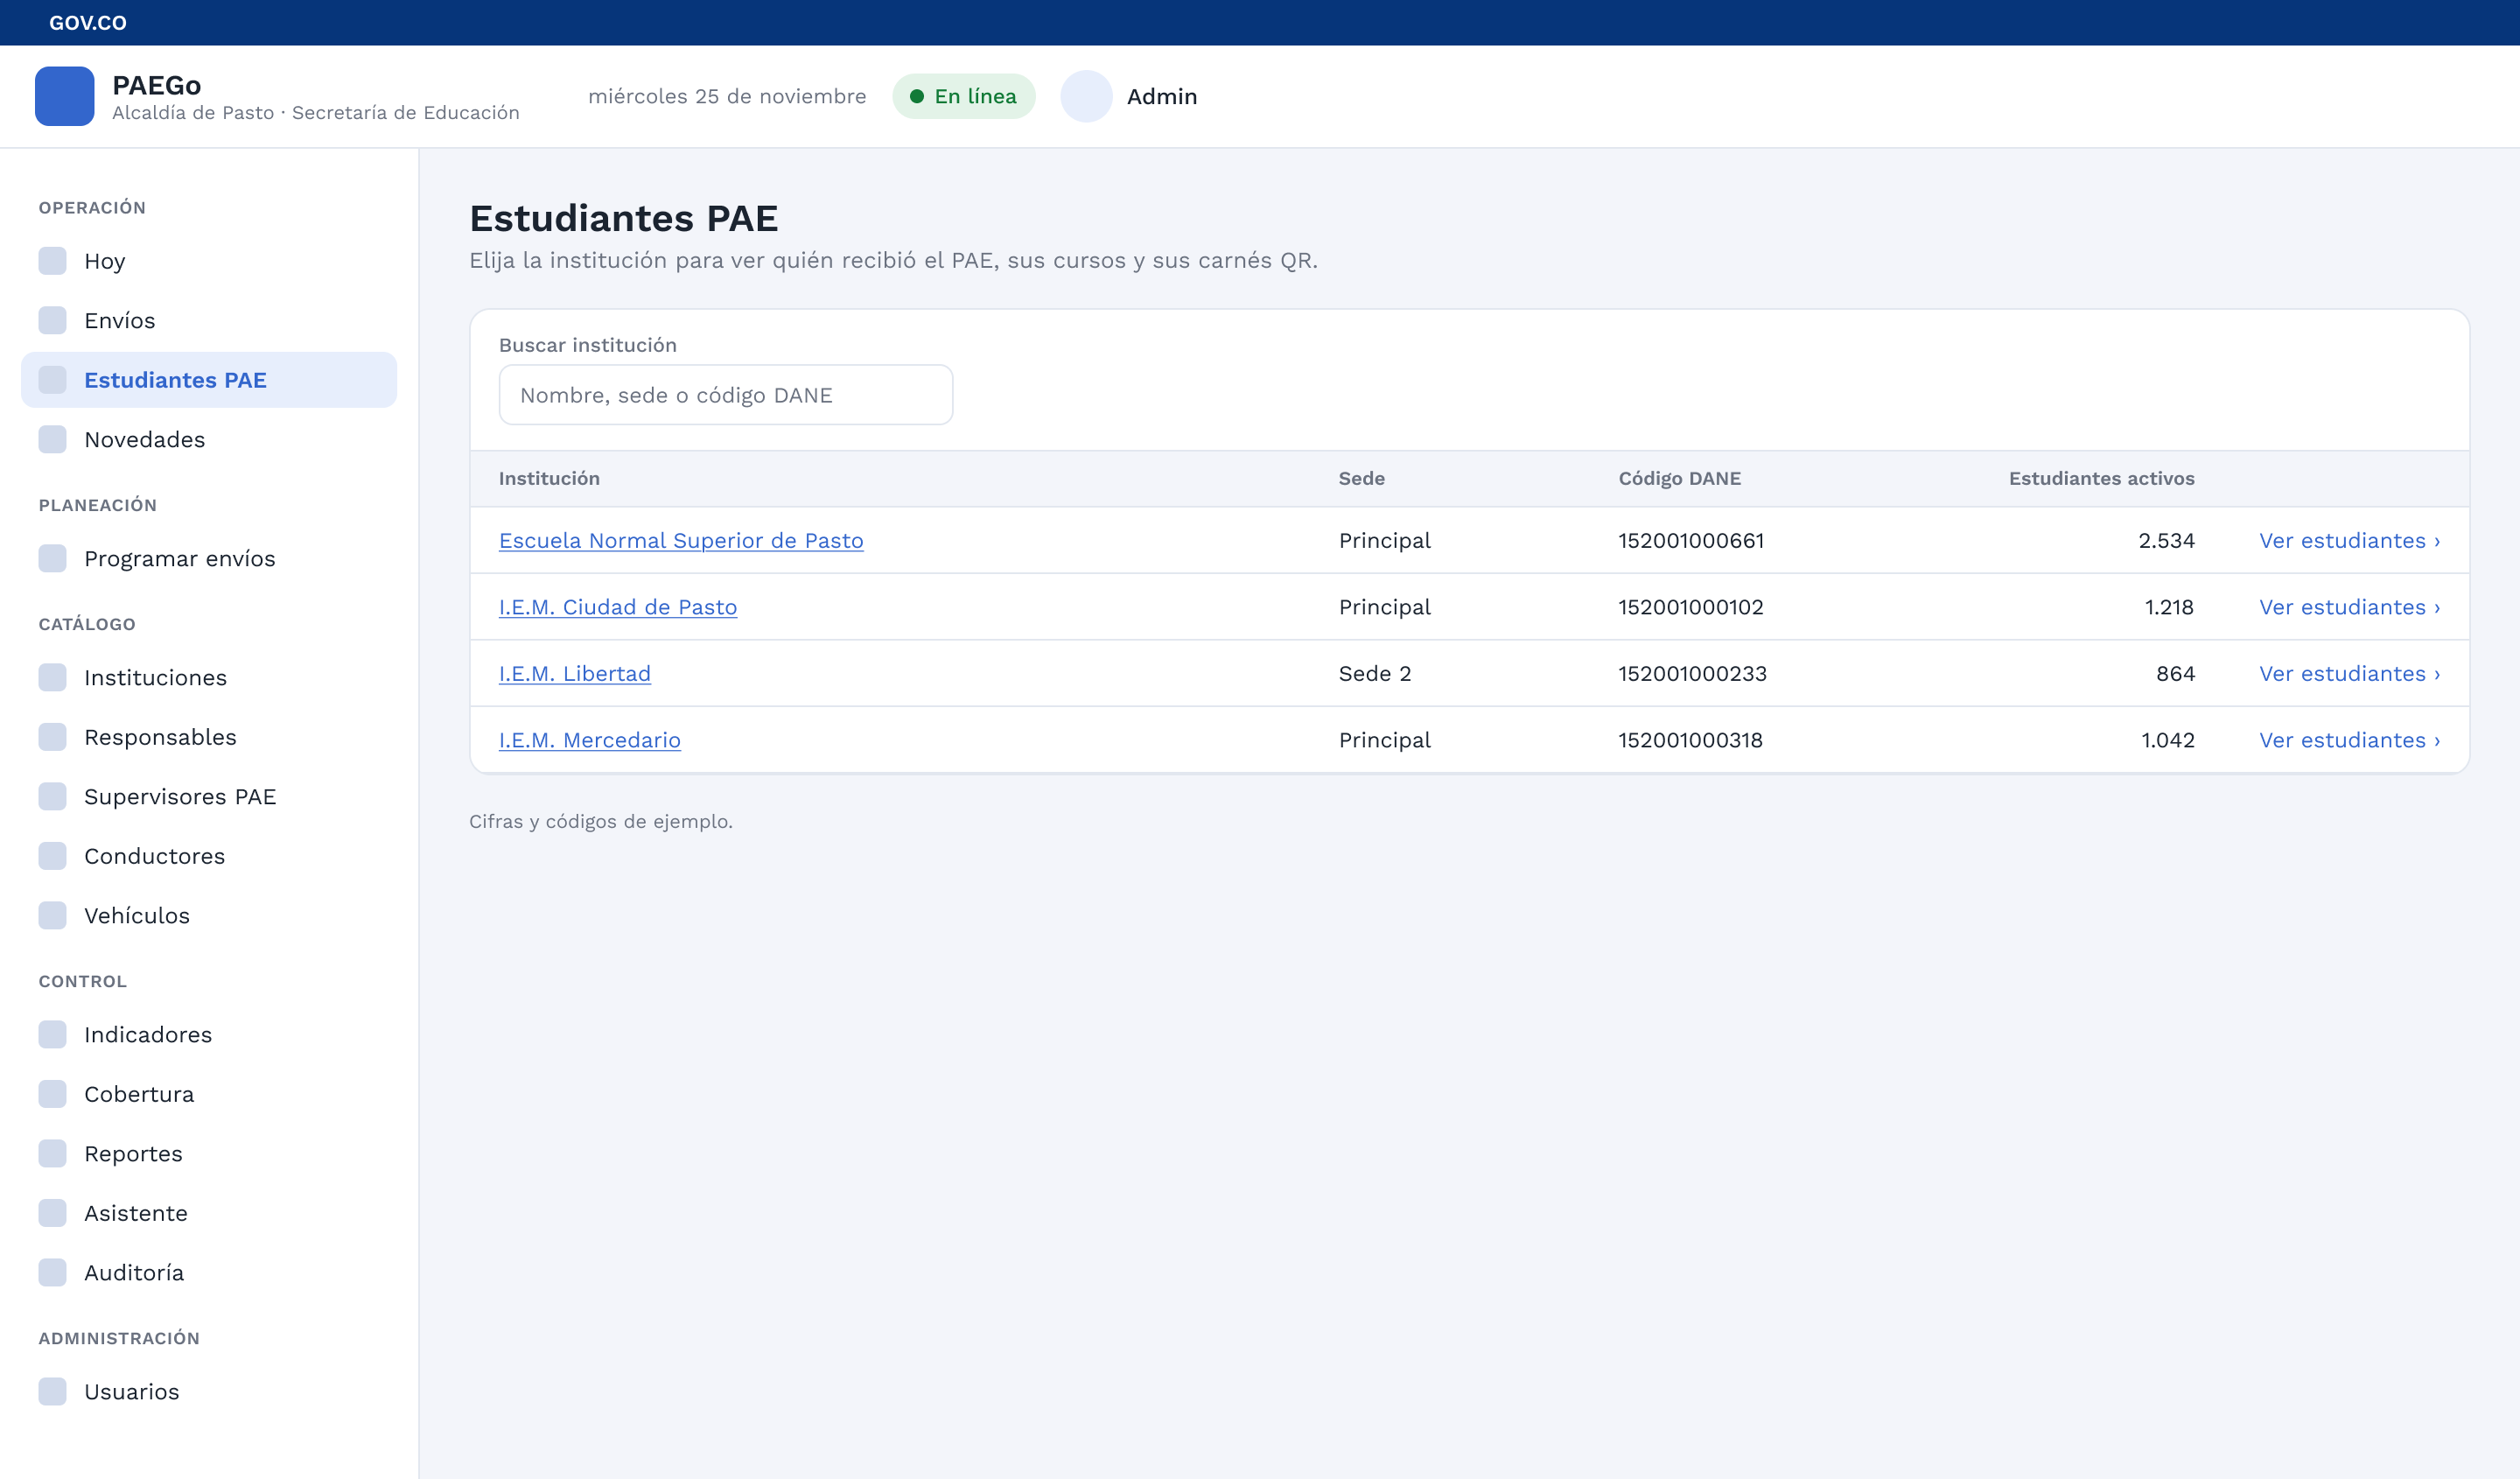 GOV.CO
PAEGo
Alcaldía de Pasto · Secretaría de Educación
miércoles 25 de noviembre
En línea
Admin
OPERACIÓN
Hoy
Envíos
Estudiantes PAE
Novedades
PLANEACIÓN
Programar envíos
CATÁLOGO
Instituciones
Responsables
Supervisores PAE
Conductores
Vehículos
CONTROL
Indicadores
Cobertura
Reportes
Asistente
Auditoría
ADMINISTRACIÓN
Usuarios
Estudiantes PAE
Elija la institución para ver quién recibió el PAE, sus cursos y sus carnés QR.
Buscar institución
Nombre, sede o código DANE
Institución Sede Código DANE Estudiantes activos
Escuela Normal Superior de Pasto Principal 152001000661 2.534 Ver estudiantes ›
I.E.M. Ciudad de Pasto Principal 152001000102 1.218 Ver estudiantes ›
I.E.M. Libertad Sede 2 152001000233 864 Ver estudiantes ›
I.E.M. Mercedario Principal 152001000318 1.042 Ver estudiantes ›
Cifras y códigos de ejemplo.